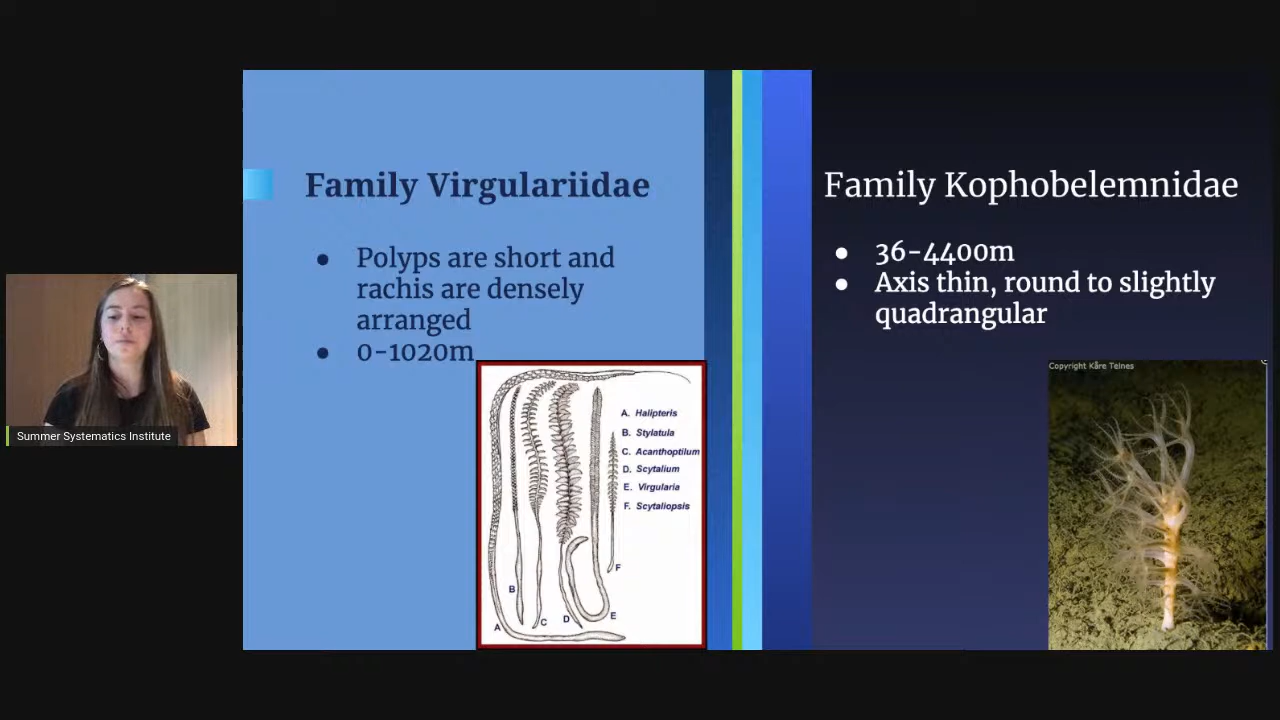 Family Virgulariidae
● Polyps are short and
rachis are densely
arranged
● 0-1020m
A. Halipteris
B. Stylatula
C. Acanthoptilum
D. Scytalium
E. Virgularia
F. Scytaliopsis
A
B
C
D
E
F
Family Kophobelemnidae
● 36-4400m
● Axis thin, round to slightly
quadrangular
Copyright Kåre Telnes
Summer Systematics Institute